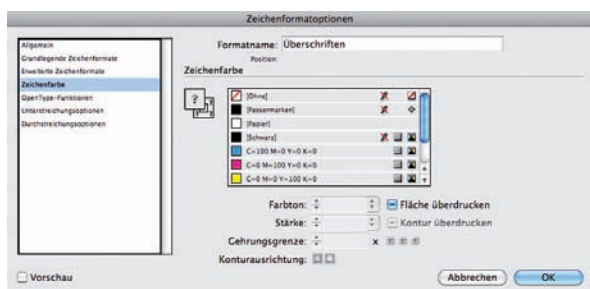 Zeichenformatoptionen
Allgemein
Grundlegende Zeichenformate
Erweiterte Zeichenformate
Zeichenfarbe
OpenType-Funktionen
Unterstreichungsoptionen
Durchstreichungsoptionen
Formatname: Überschriften
Position:
Zeichenfarbe
[Ohne]
[Passermarken]
[Papier]
[Schwarz]
C=100 M=0 Y=0 K=0
C=0 M=100 Y=0 K=0
C=0 M=0 Y=100 K=0
Farbton:
Fläche überdrucken
Stärke:
Kontur überdrucken
Gehrungsgrenze: x
Konturausrichtung:
Vorschau
Abbrechen
OK